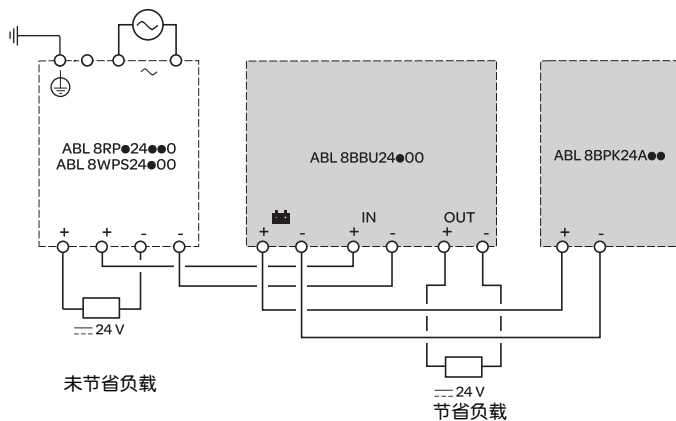 ABL 8RP●24●●0
ABL 8WPS24●00
ABL 8BBU24●00
ABL 8BPK24A●●
IN
OUT
+ + - -
+ - + - + -
+ -
24 V
未节省负载
24 V
节省负载